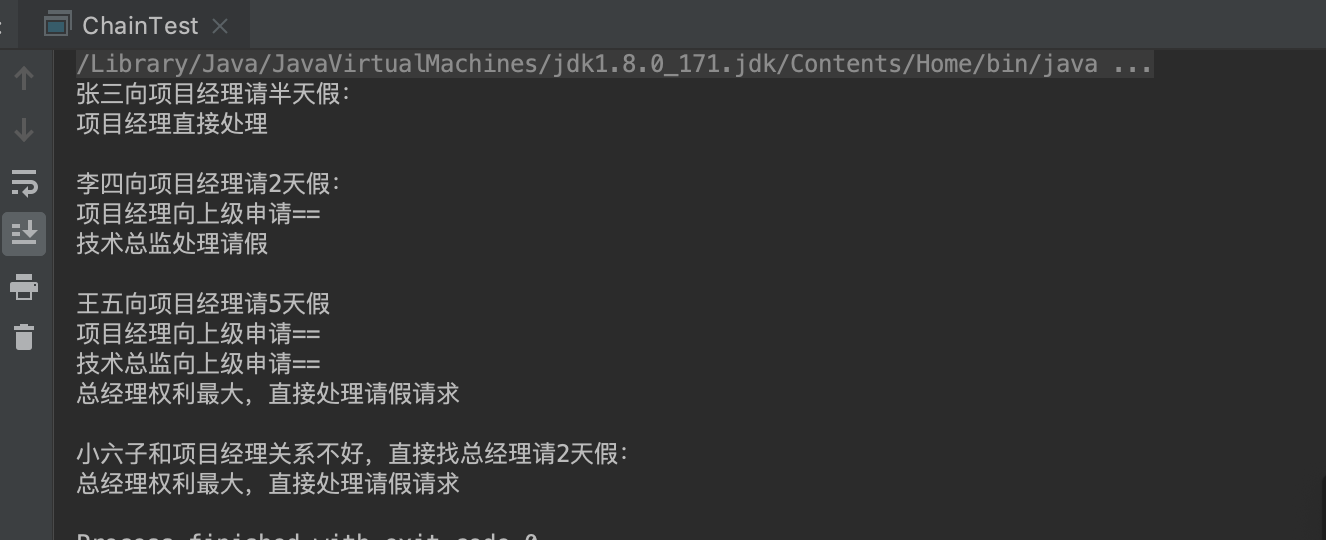 ChainTest
/Library/Java/JavaVirtualMachines/jdk1.8.0_171.jdk/Contents/Home/bin/java ...
张三向项目经理请半天假：
项目经理直接处理
李四向项目经理请2天假：
项目经理向上级申请==
技术总监处理请假
王五向项目经理请5天假
项目经理向上级申请==
技术总监向上级申请==
总经理权利最大，直接处理请假请求
小六子和项目经理关系不好，直接找总经理请2天假：
总经理权利最大，直接处理请假请求
Process finished with exit code 0